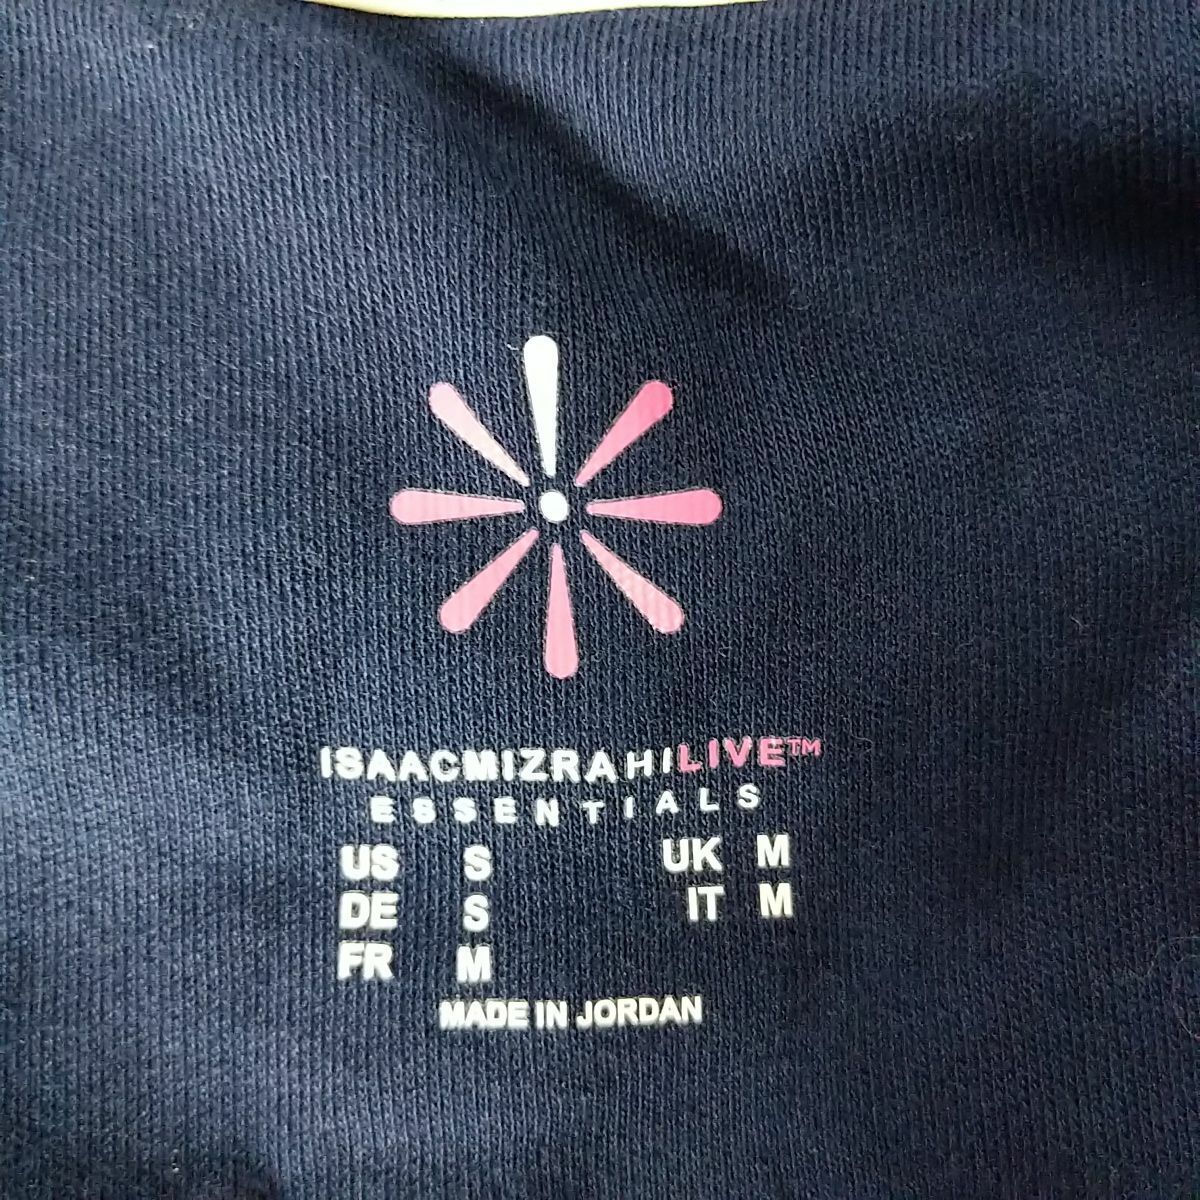 ISAACMIZRAHILIVE™
ESSENTIALS
US S UK M
DE S IT M
FR M
MADE IN JORDAN